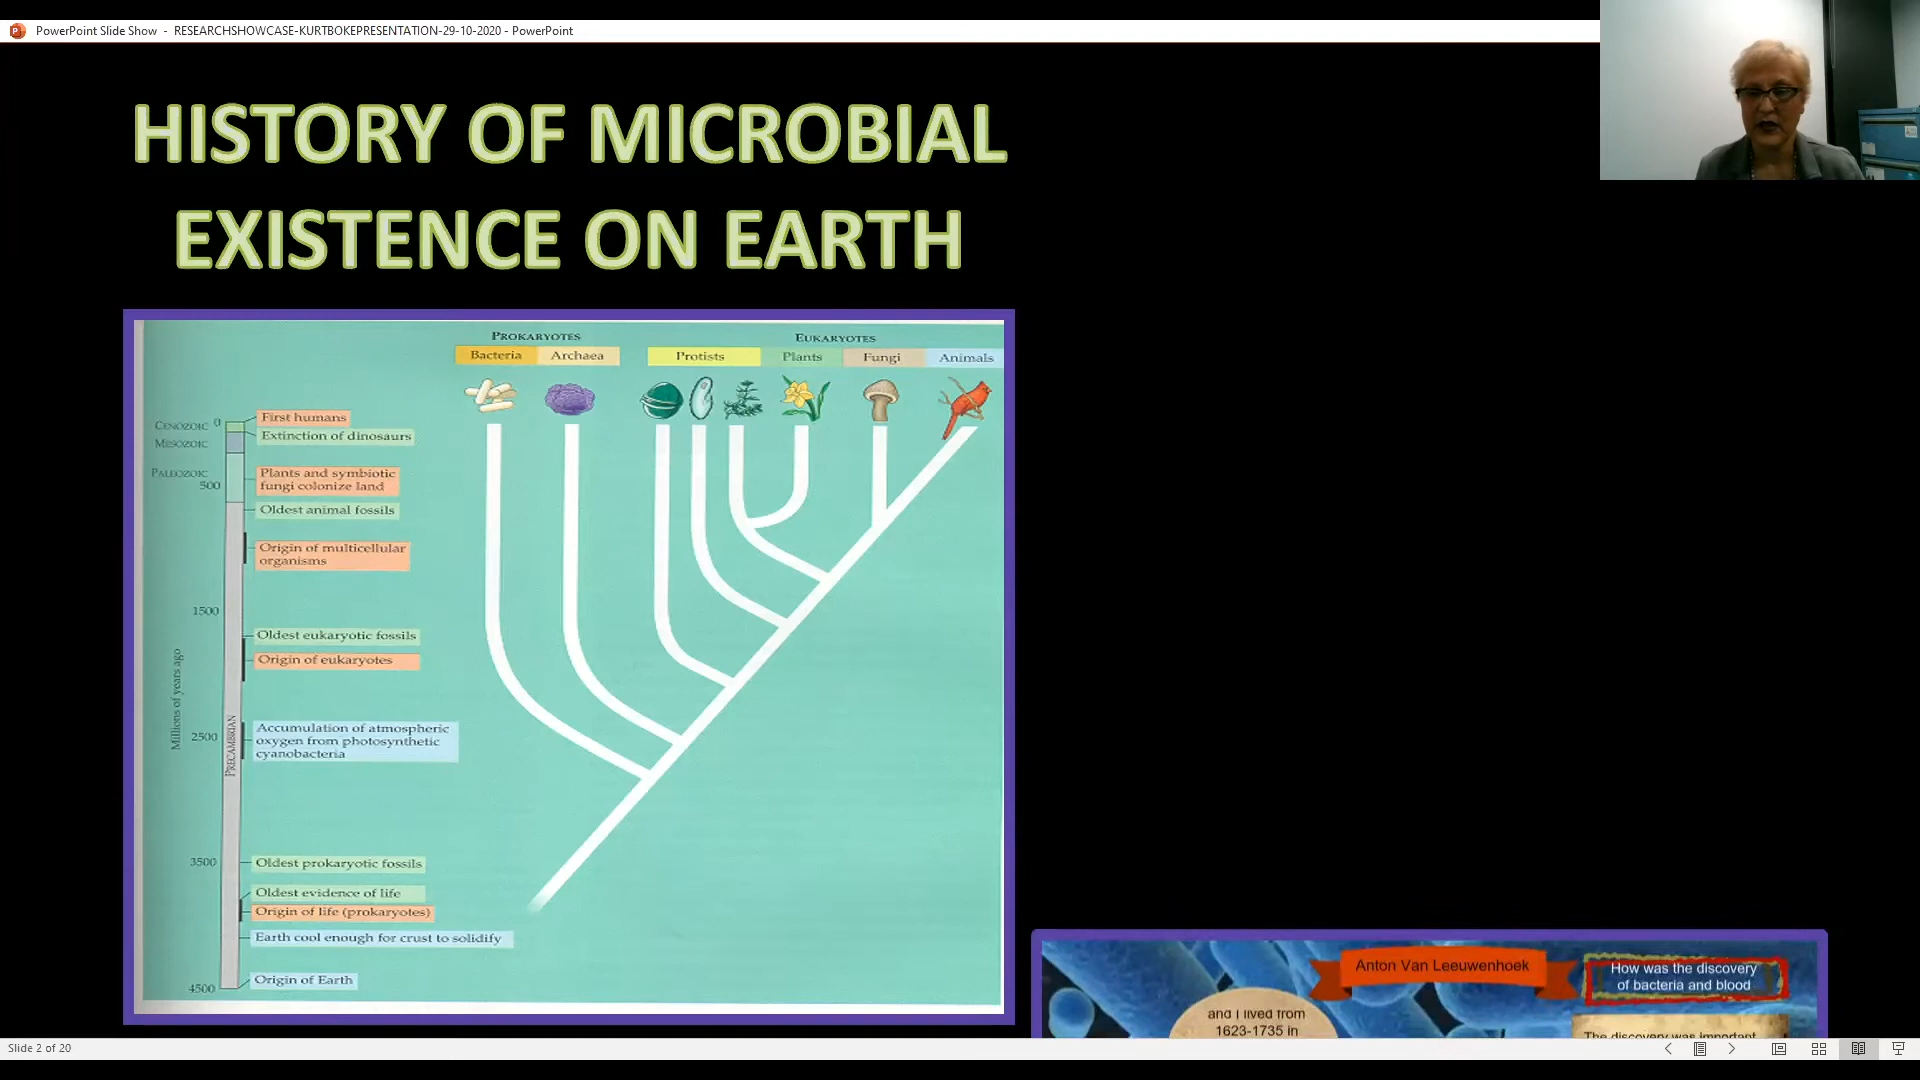 PowerPoint Slide Show - RESEARCHSHOWCASE-KURTBOKEPRESENTATION-29-10-2020 - PowerPoint
HISTORY OF MICROBIAL
EXISTENCE ON EARTH
PROKARYOTES
EUKARYOTES
Bacteria
Archaea
Protists
Plants
Fungi
Animals
CENOZOIC
0
MESOZOIC
PALEOZOIC
500
1500
2500
3500
4500
Millions of years ago
PRECAMBRIAN
First humans
Extinction of dinosaurs
Plants and symbiotic
fungi colonize land
Oldest animal fossils
Origin of multicellular
organisms
Oldest eukaryotic fossils
Origin of eukaryotes
Accumulation of atmospheric
oxygen from photosynthetic
cyanobacteria
Oldest prokaryotic fossils
Oldest evidence of life
Origin of life (prokaryotes)
Earth cool enough for crust to solidify
Origin of Earth
Anton Van Leeuwenhoek
How was the discovery
of bacteria and blood
and I lived from
1623-1735 in
The discovery was important
Slide 2 of 20